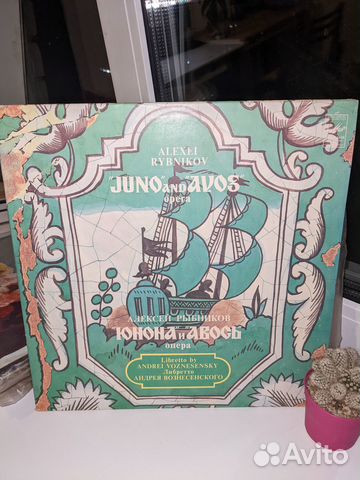 ALEXEI
RYBNIKOV
"JUNO" AND "AVOS"
opera
АЛЕКСЕЙ РЫБНИКОВ
ЮНОНА И АВОСЬ
опера
Libretto by
ANDREI VOZNESENSKY
Либретто
АНДРЕЯ ВОЗНЕСЕНСКОГО
Avito